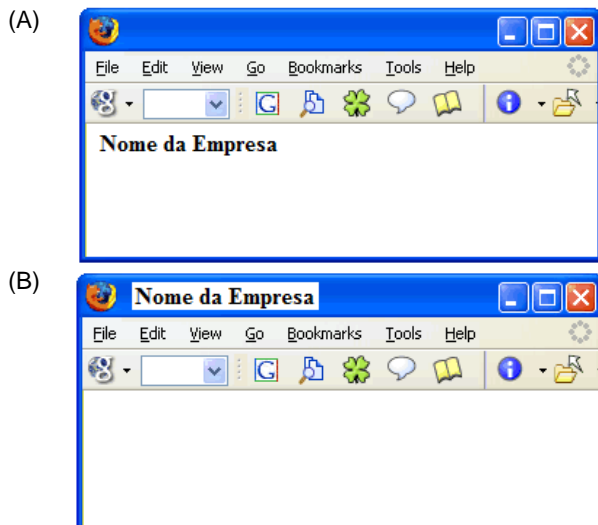 (A)
File Edit View Go Bookmarks Tools Help
G
Nome da Empresa
(B)
Nome da Empresa
File Edit View Go Bookmarks Tools Help
G